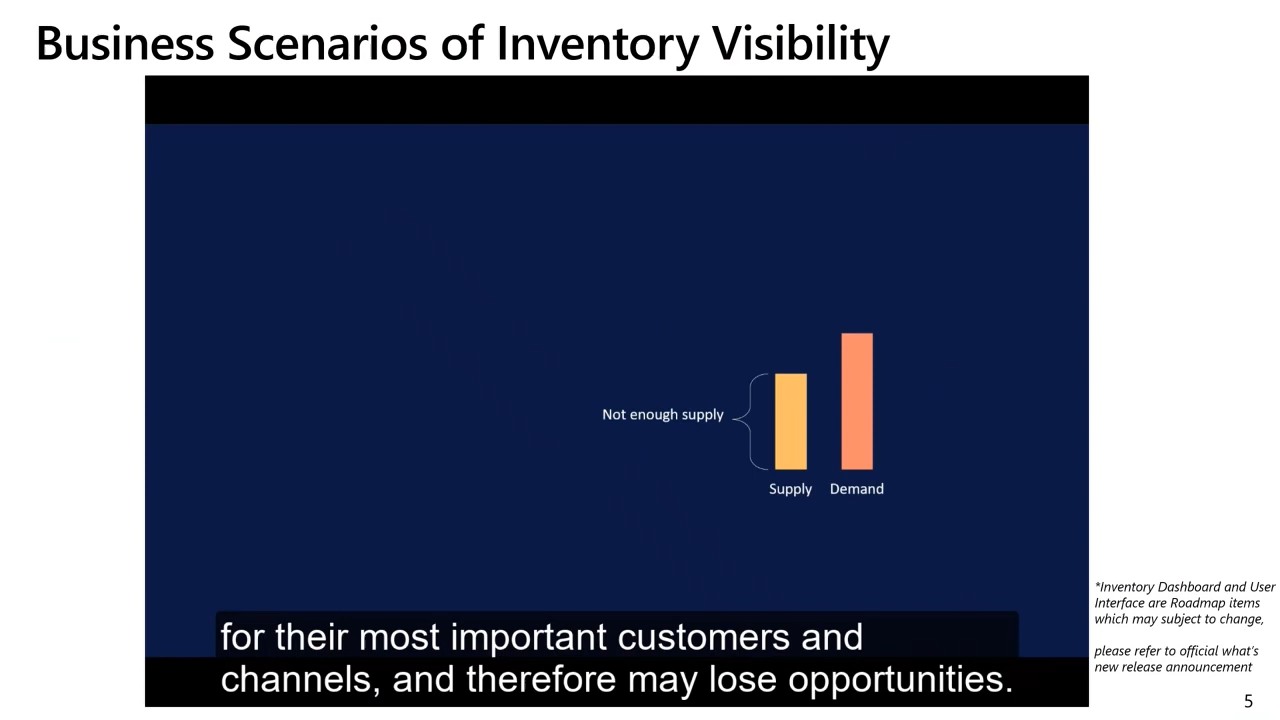 Business Scenarios of Inventory Visibility
Not enough supply
Supply
Demand
for their most important customers and
channels, and therefore may lose opportunities.
*Inventory Dashboard and User
Interface are Roadmap items
which may subject to change,
please refer to official what's
new release announcement
5